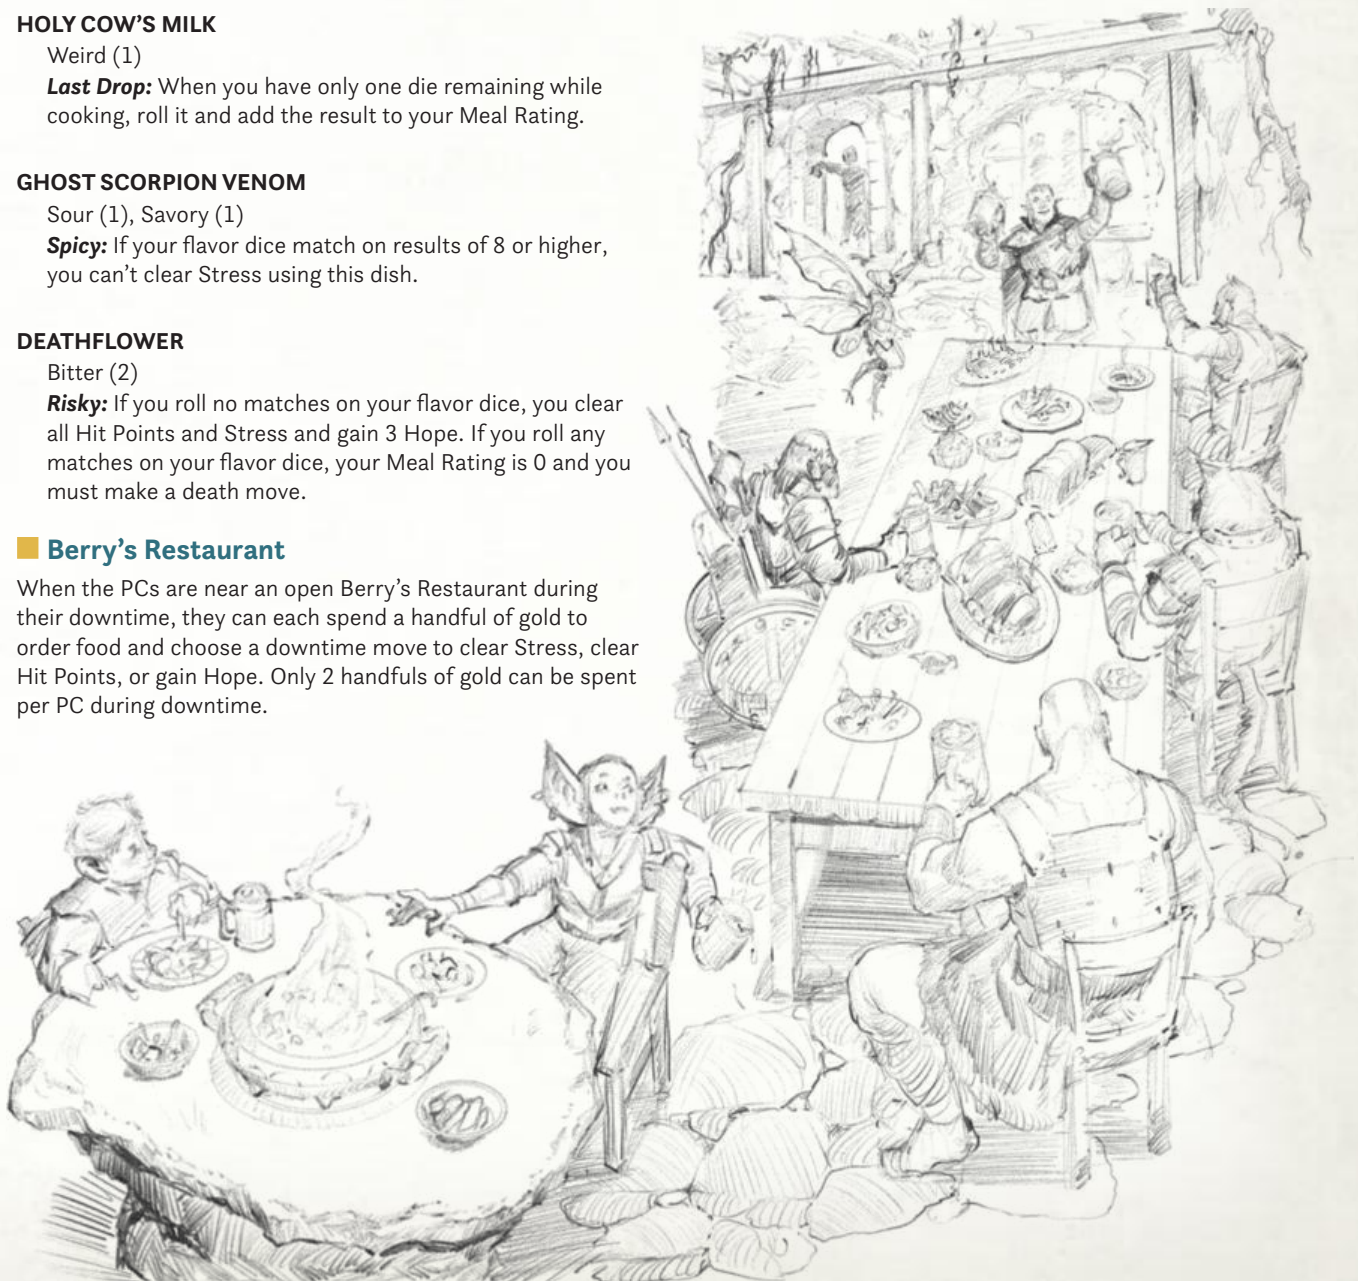 HOLY COW’S MILK
Weird (1)
Last Drop: When you have only one die remaining while
cooking, roll it and add the result to your Meal Rating.
GHOST SCORPION VENOM
Sour (1), Savory (1)
Spicy: If your flavor dice match on results of 8 or higher,
you can’t clear Stress using this dish.
DEATHFLOWER
Bitter (2)
Risky: If you roll no matches on your flavor dice, you clear
all Hit Points and Stress and gain 3 Hope. If you roll any
matches on your flavor dice, your Meal Rating is 0 and you
must make a death move.
Berry’s Restaurant
When the PCs are near an open Berry’s Restaurant during
their downtime, they can each spend a handful of gold to
order food and choose a downtime move to clear Stress, clear
Hit Points, or gain Hope. Only 2 handfuls of gold can be spent
per PC during downtime.